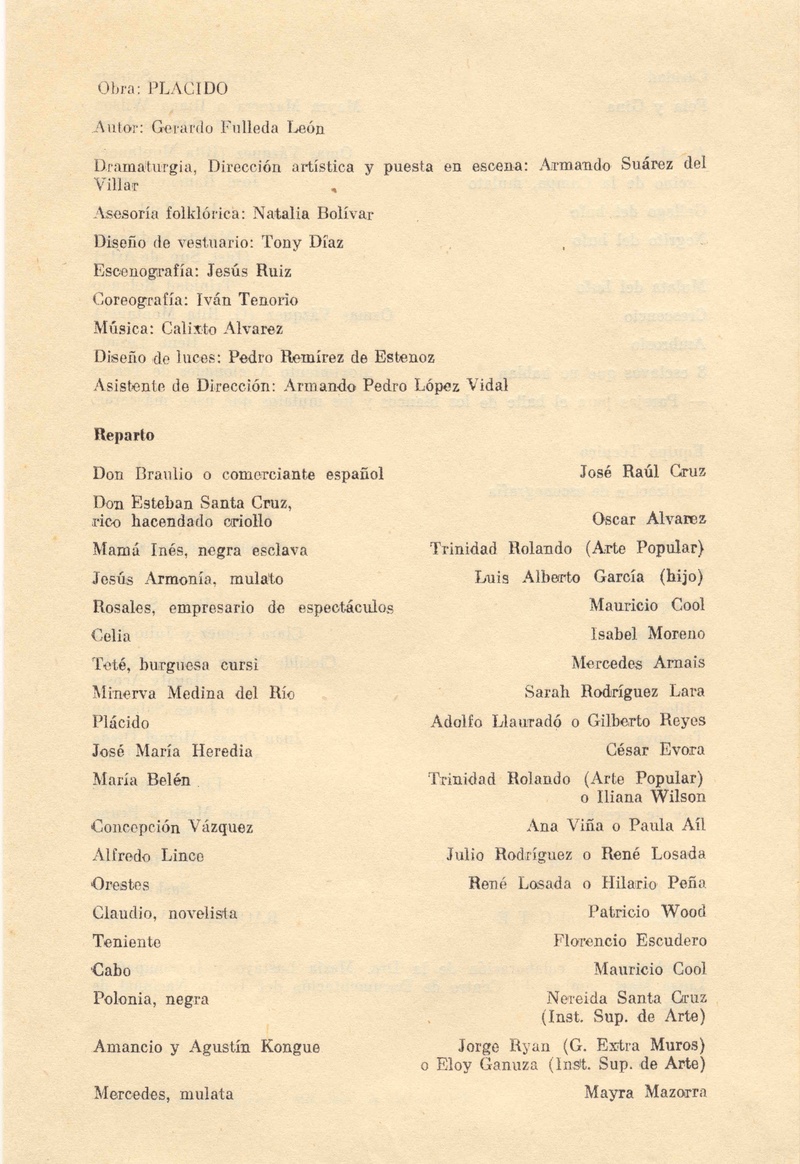 Obra: PLACIDO
Autor: Gerardo Fulleda León
Dramaturgia, Dirección artística y puesta en escena: Armando Suárez del
Villar
Asesoría folklórica: Natalia Bolívar
Diseño de vestuario: Tony Díaz
Escenografía: Jesús Ruiz
Coreografía: Iván Tenorio
Música: Calixto Alvarez
Diseño de luces: Pedro Remírez de Estenoz
Asistente de Dirección: Armando Pedro López Vidal
Reparto
Don Braulio o comerciante español José Raúl Cruz
Don Esteban Santa Cruz,
rico hacendado criollo Oscar Alvarez
Mamá Inés, negra esclava Trinidad Rolando (Arte Popular)
Jesús Armonía, mulato Luis Alberto García (hijo)
Rosales, empresario de espectáculos Mauricio Cool
Celia Isabel Moreno
Teté, burguesa cursi Mercedes Arnais
Minerva Medina del Río Sarah Rodríguez Lara
Plácido Adolfo Llauradó o Gilberto Reyes
José María Heredia César Evora
María Belén Trinidad Rolando (Arte Popular)
o Iliana Wilson
Concepción Vázquez Ana Viña o Paula Aíl
Alfredo Lince Julio Rodríguez o René Losada
Orestes René Losada o Hilario Peña
Claudio, novelista Patricio Wood
Teniente Florencio Escudero
Cabo Mauricio Cool
Polonia, negra Nereida Santa Cruz
(Inst. Sup. de Arte)
Amancio y Agustín Kongue Jorge Ryan (G. Extra Muros)
o Eloy Ganuza (Inst. Sup. de Arte)
Mercedes, mulata Mayra Mazorra